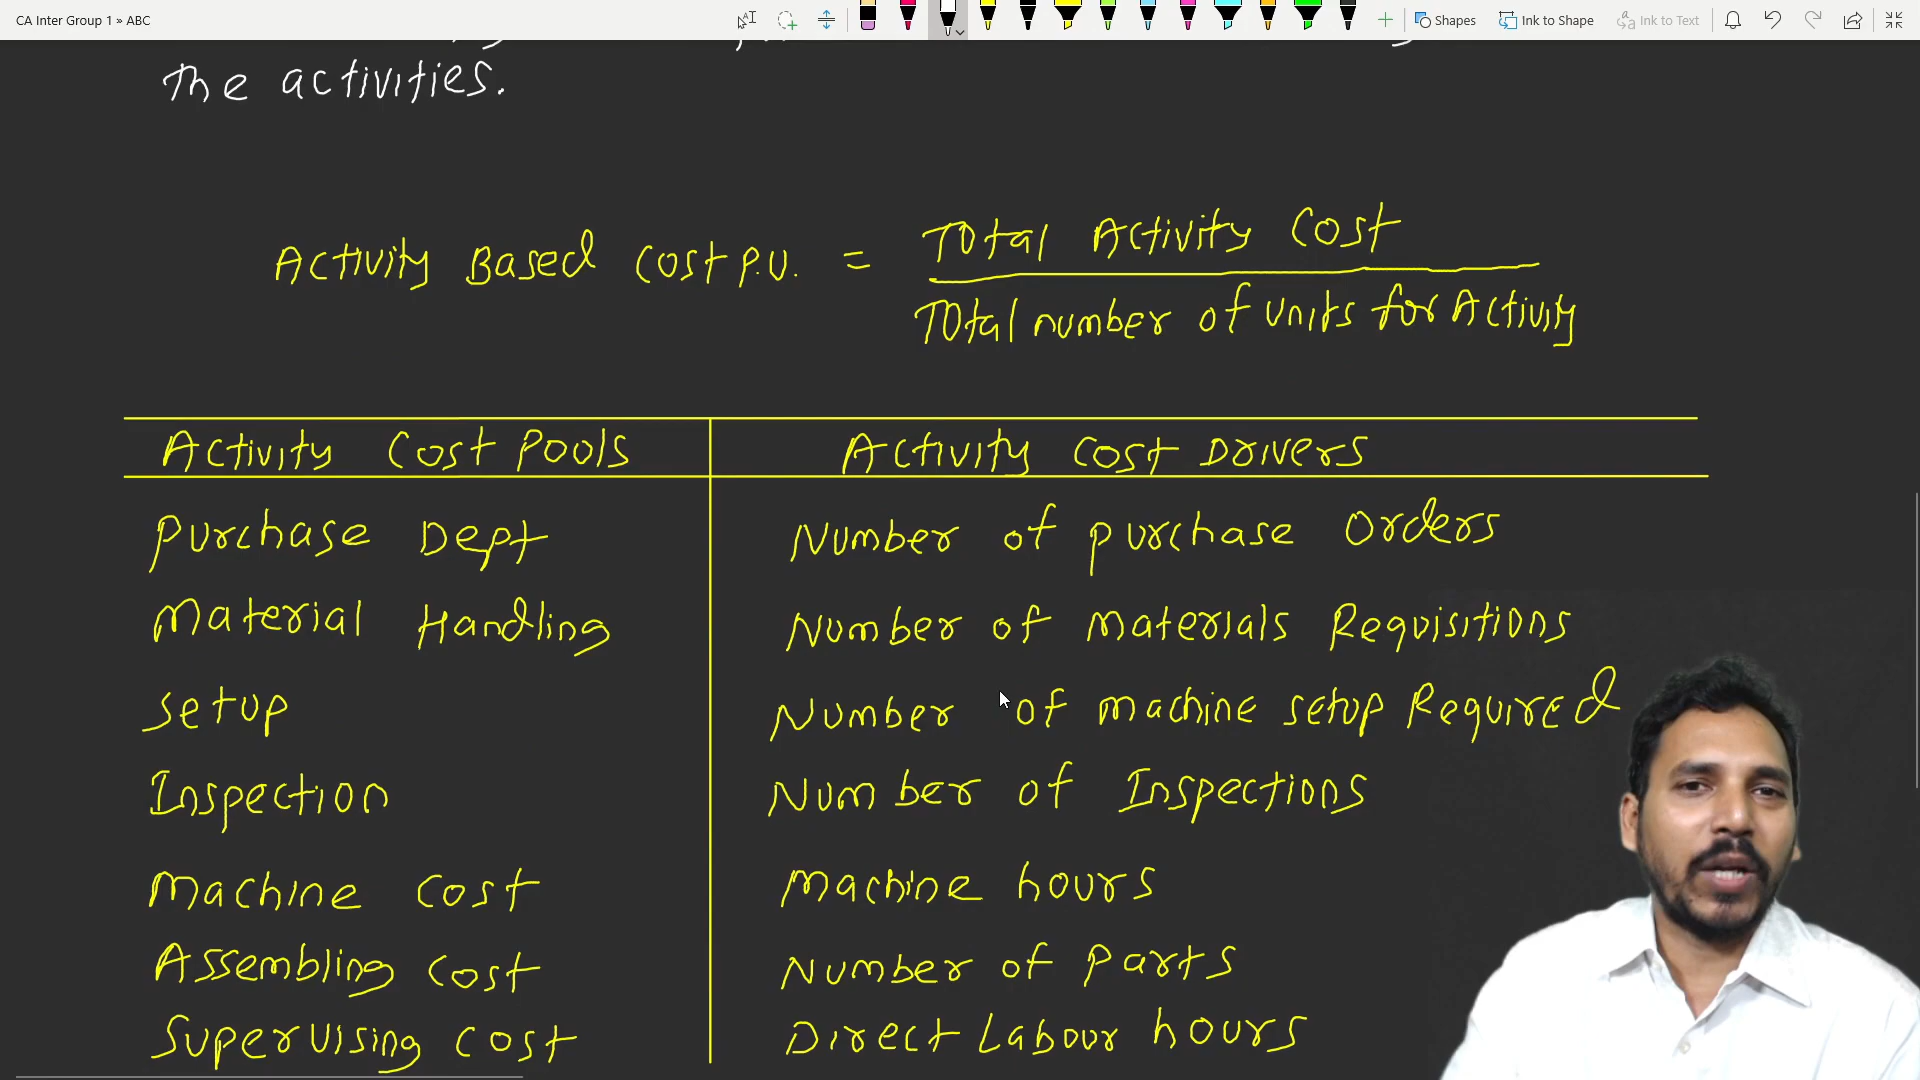 CA Inter Group 1 » ABC
Shapes
Ink to Shape
Ink to Text
The activities.
Activity Based Cost P.U. = Total Activity Cost
Total number of units for Activity
Activity Cost Pools Activity Cost Drivers
Purchase Dept Number of purchase Orders
Material Handling Number of materials Requisitions
Setup Number of machine setup Required
Inspection Number of Inspections
Machine Cost Machine hours
Assembling Cost Number of Parts
Supervising Cost Direct Labour hours